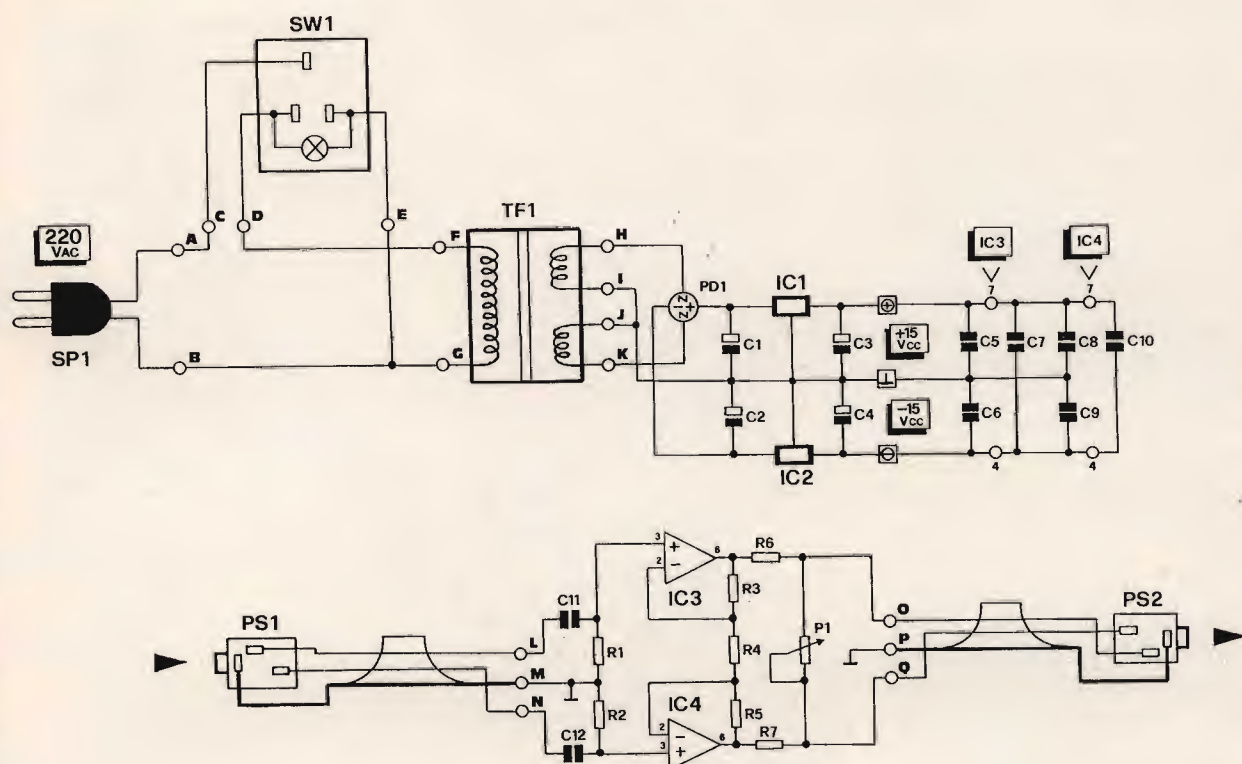 SW1
220
VAC
SP1
A
C
D
E
B
TF1
F
G
H
I
J
K
PD1
Z
Z
+
IC1
C1
C2
C3
C4
IC2
+15
VCC
-15
VCC
IC3
7
IC4
7
C5
C7
C8
C10
C6
C9
4
4
PS1
L
M
N
C11
C12
R1
R2
3
+
2
-
6
IC3
R6
R3
R4
P1
IC4
R5
R7
2
-
3
+
6
O
P
Q
PS2